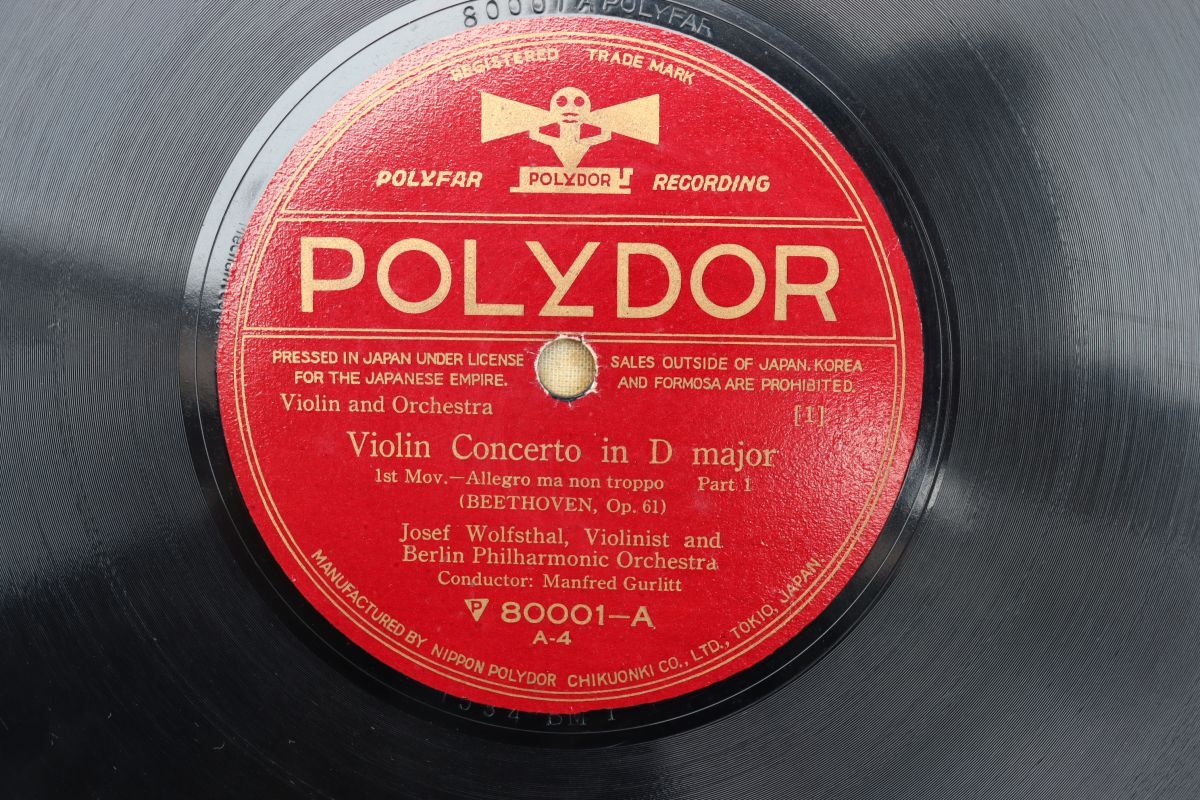 80001 A POLYFAR
REGISTERED TRADE MARK
POLYFAR POLYDOR RECORDING
POLYDOR
PRESSED IN JAPAN UNDER LICENSE
FOR THE JAPANESE EMPIRE.
SALES OUTSIDE OF JAPAN, KOREA
AND FORMOSA ARE PROHIBITED.
Violin and Orchestra [1]
Violin Concerto in D major
1st Mov.—Allegro ma non troppo Part 1
(BEETHOVEN, Op. 61)
Josef Wolfsthal, Violinist and
Berlin Philharmonic Orchestra
Conductor: Manfred Gurlitt
P 80001—A
A-4
MANUFACTURED BY NIPPON POLYDOR CHIKUONKI CO., LTD., TOKIO, JAPAN.